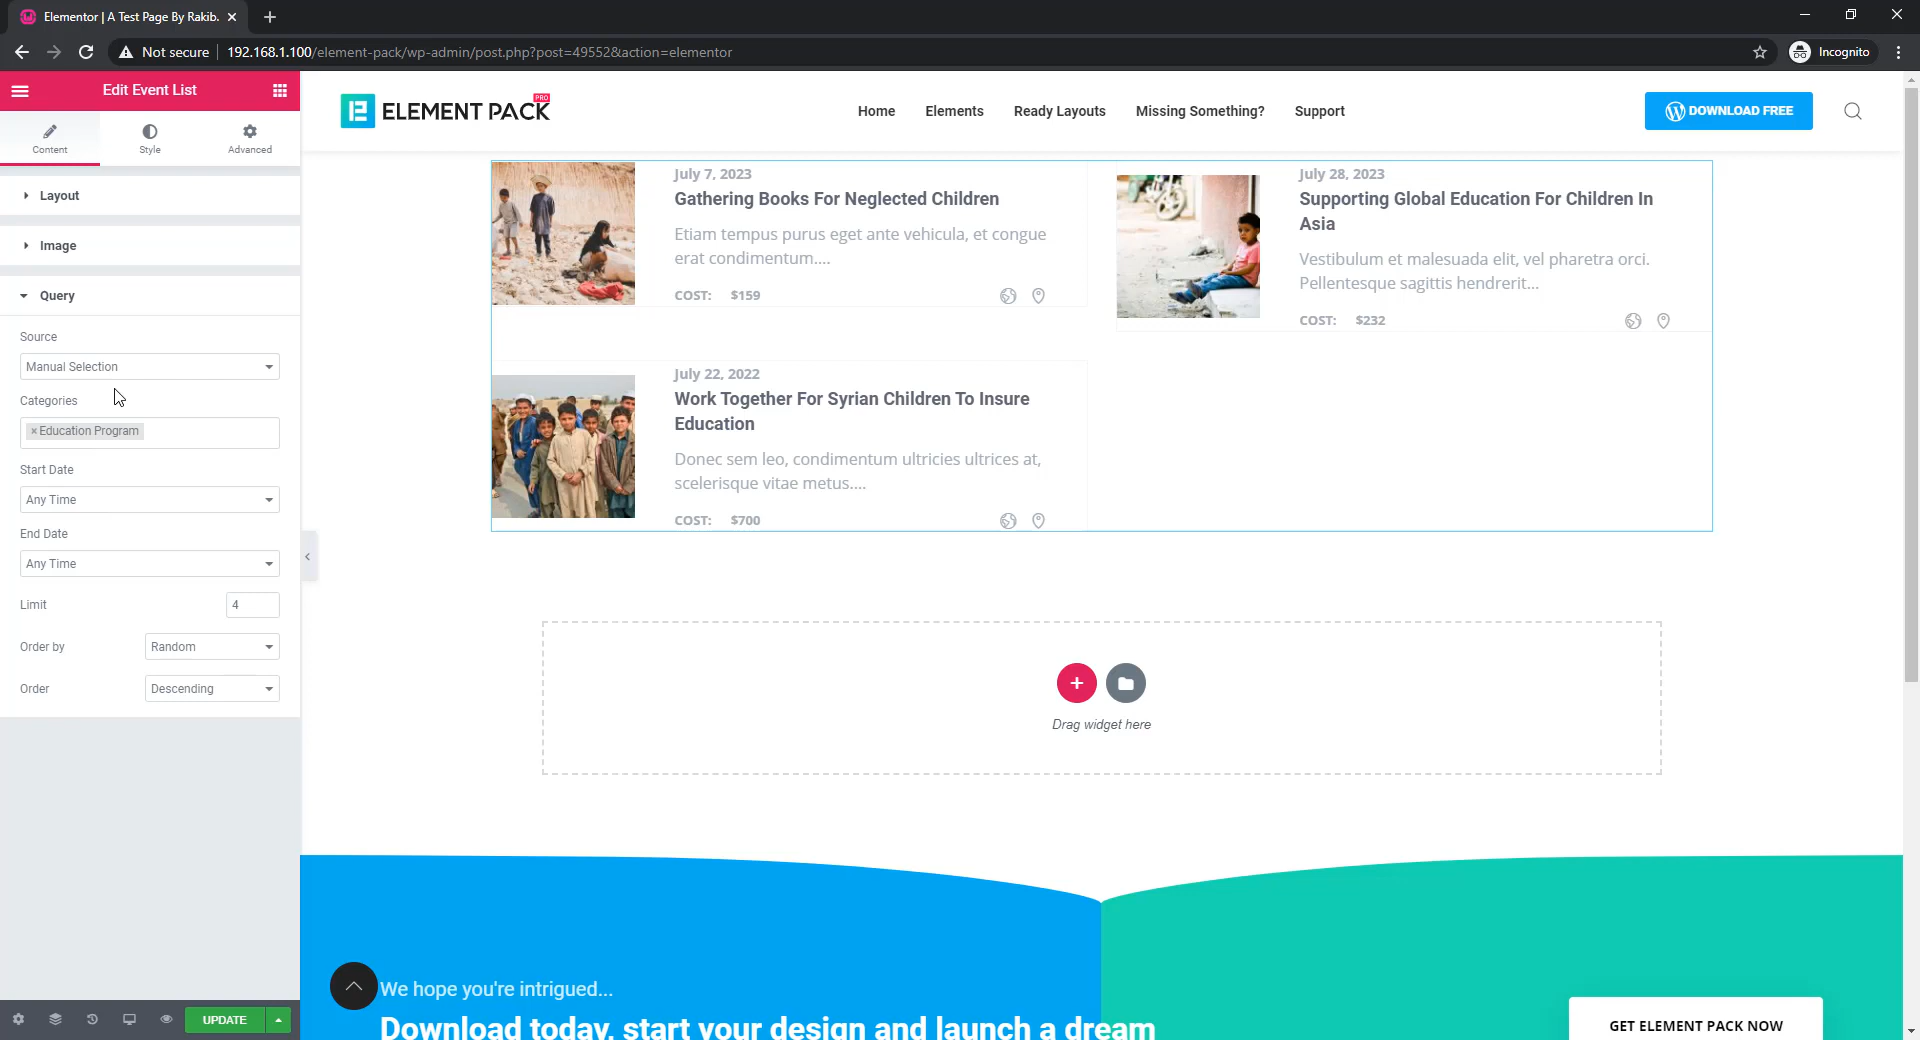 Elementor | A Test Page By Rakib.
Not secure
192.168.1.100/element-pack/wp-admin/post.php?post=49552&action=elementor
Incognito
Edit Event List
Content
Style
Advanced
Layout
Image
Query
Source
Manual Selection
Categories
× Education Program
Start Date
Any Time
End Date
Any Time
Limit
4
Order by
Random
Order
Descending
UPDATE
ELEMENT PACK
PRO
Home
Elements
Ready Layouts
Missing Something?
Support
DOWNLOAD FREE
July 7, 2023
Gathering Books For Neglected Children
Etiam tempus purus eget ante vehicula, et congue
erat condimentum....
COST: $159
July 28, 2023
Supporting Global Education For Children In
Asia
Vestibulum et malesuada elit, vel pharetra orci.
Pellentesque sagittis hendrerit...
COST: $232
July 22, 2022
Work Together For Syrian Children To Insure
Education
Donec sem leo, condimentum ultricies ultrices at,
scelerisque vitae metus....
COST: $700
Drag widget here
We hope you're intrigued...
Download today, start your design and launch a dream
GET ELEMENT PACK NOW